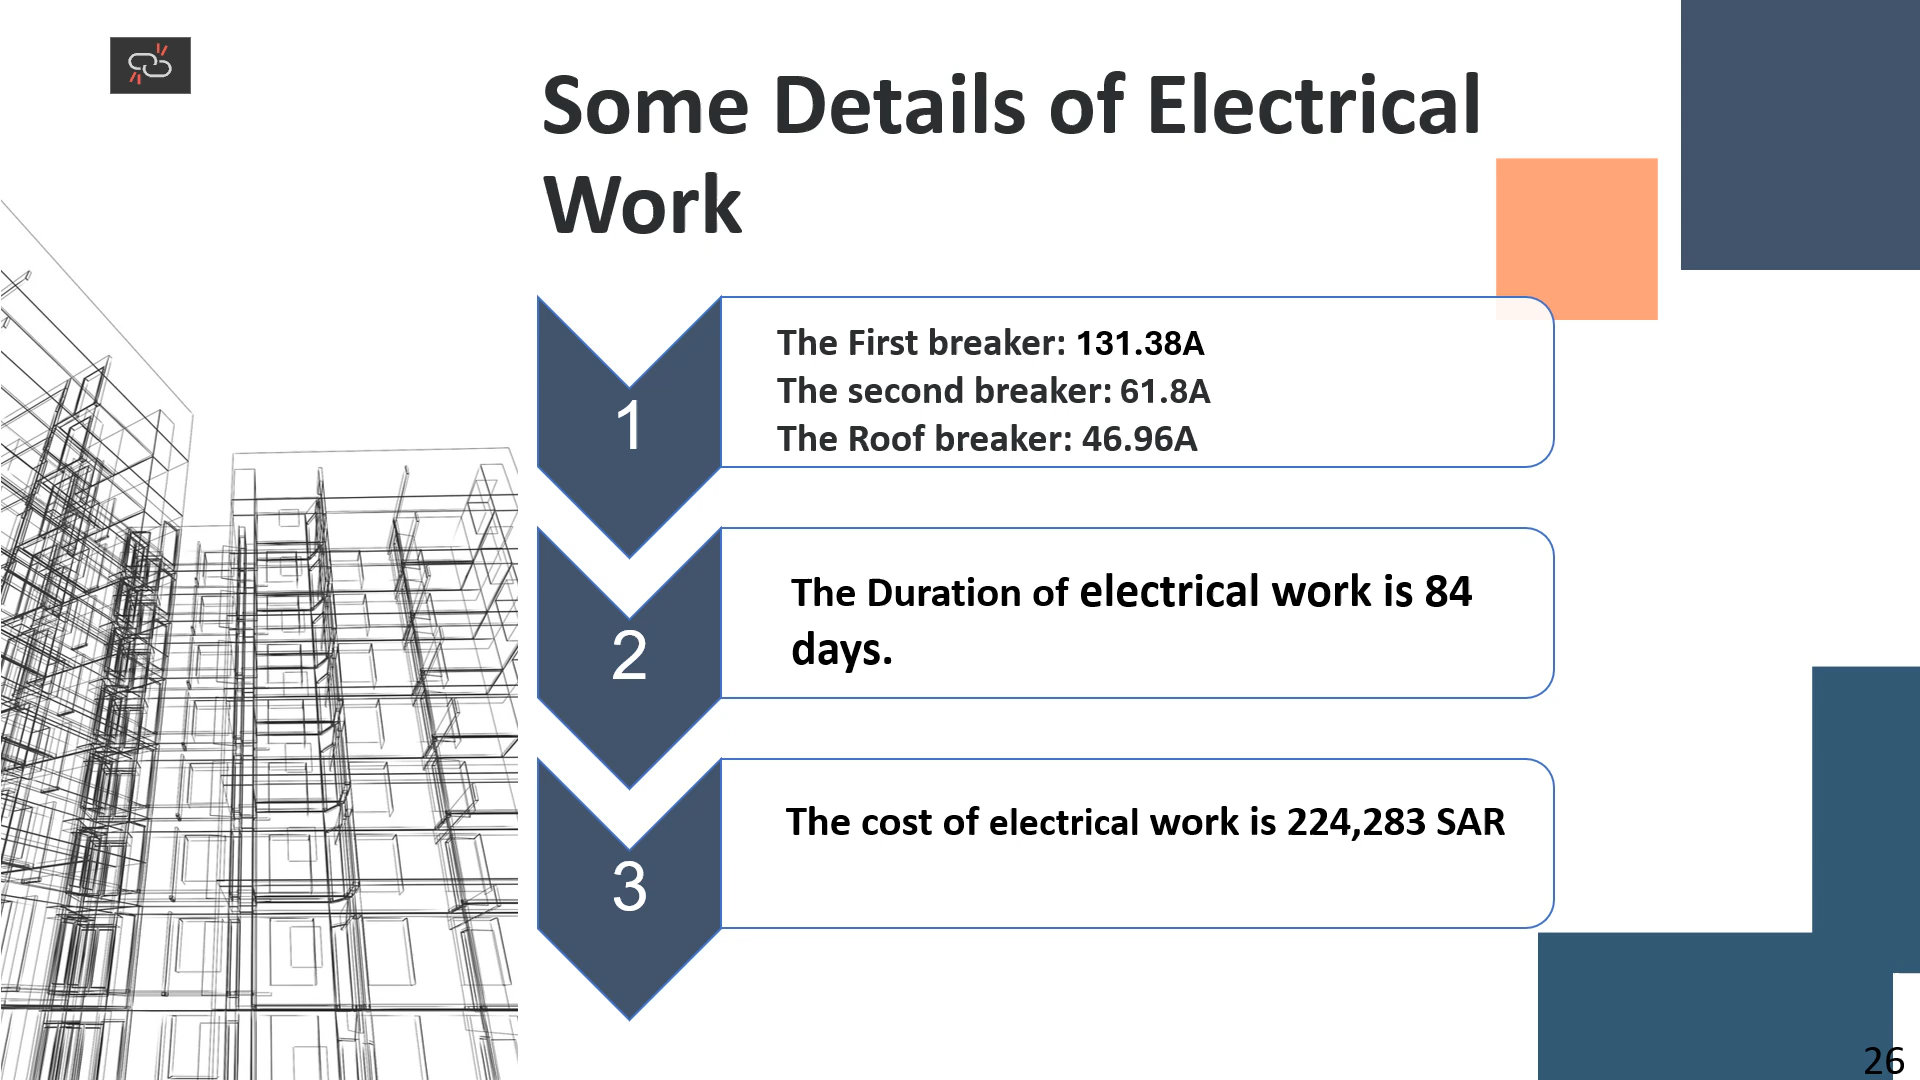 Some Details of Electrical
Work
1
The First breaker: 131.38A
The second breaker: 61.8A
The Roof breaker: 46.96A
2
The Duration of electrical work is 84
days.
3
The cost of electrical work is 224,283 SAR
26